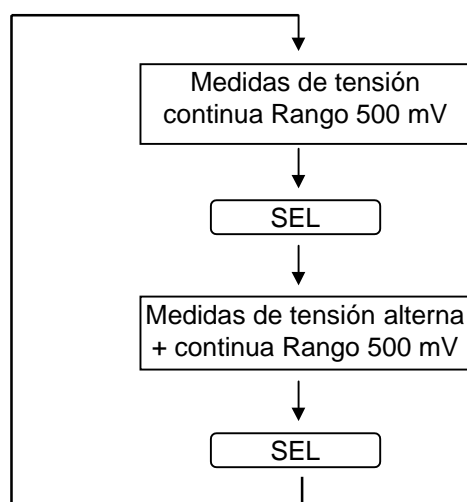 Medidas de tensión
continua Rango 500 mV
SEL
Medidas de tensión alterna
+ continua Rango 500 mV
SEL